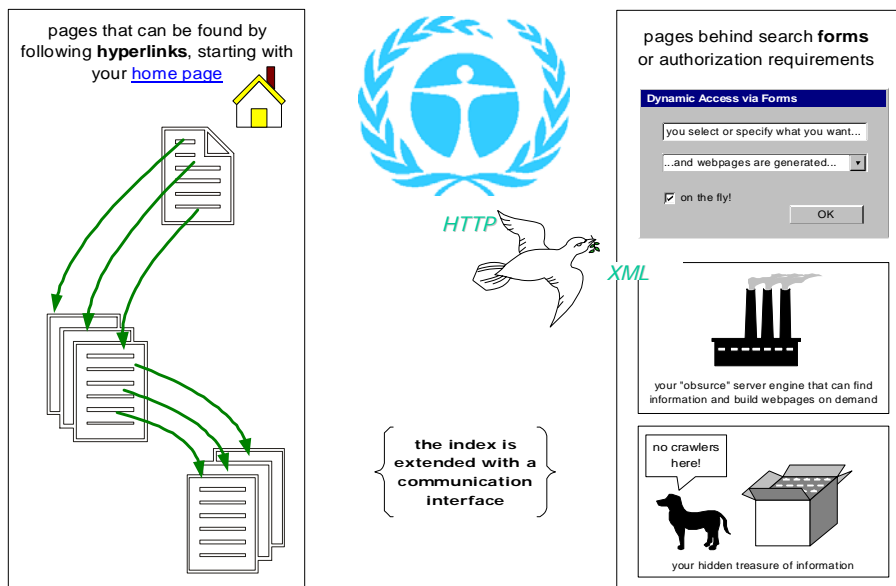 pages that can be found by
following hyperlinks, starting with
your home page
HTTP
XML
the index is
extended with a
communication
interface
pages behind search forms
or authorization requirements
Dynamic Access via Forms
you select or specify what you want...
...and webpages are generated...
on the fly!
OK
your "obsurce" server engine that can find
information and build webpages on demand
no crawlers
here!
your hidden treasure of information